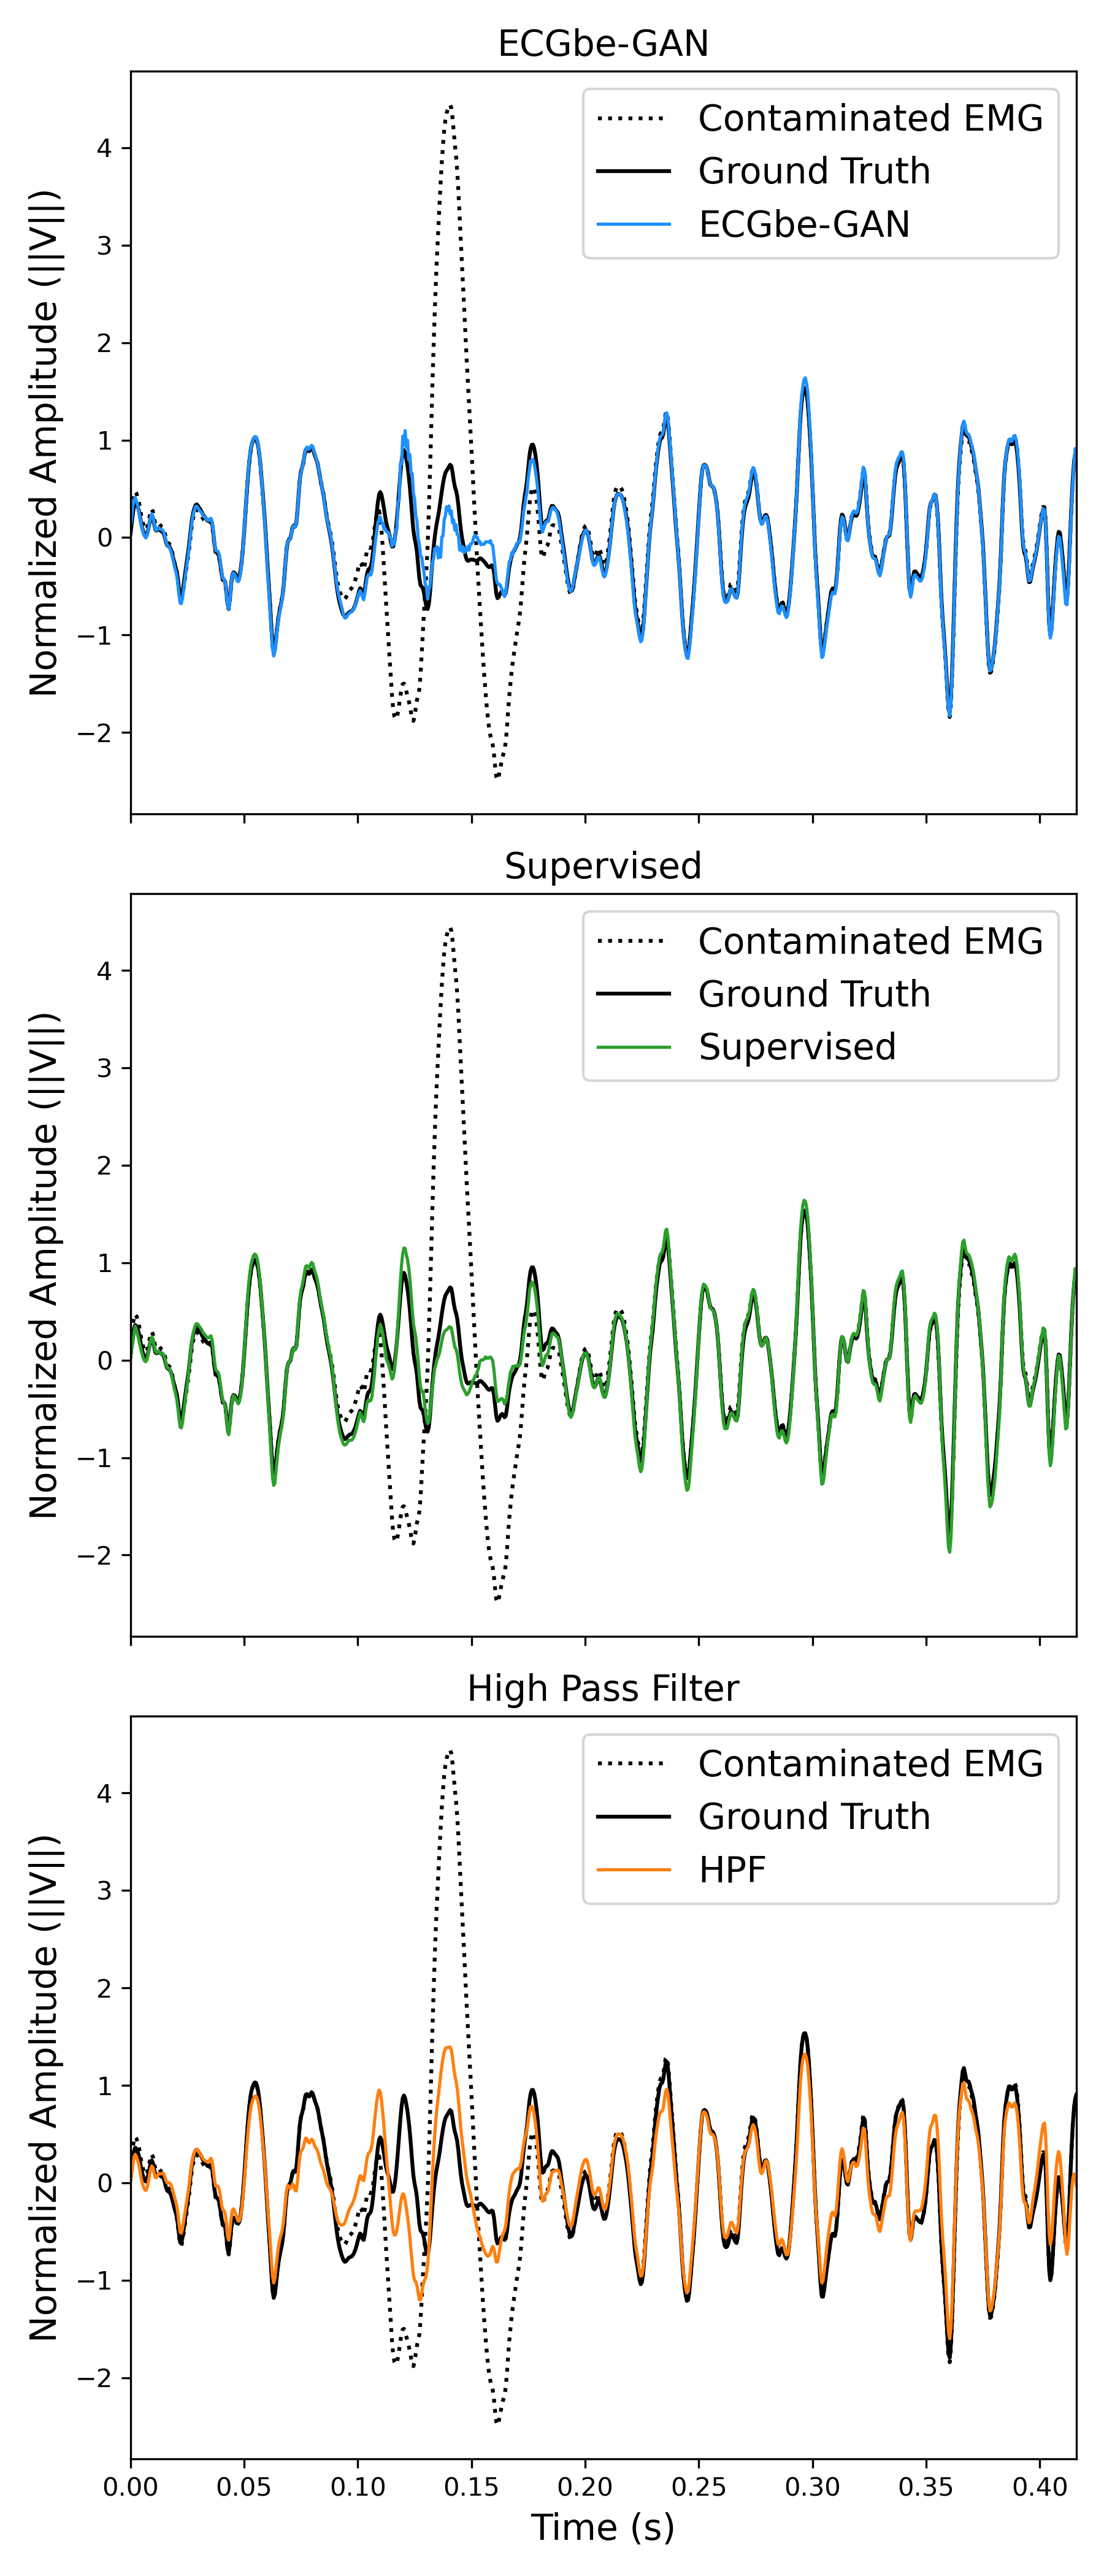 ECGbe-GAN
Contaminated EMG
Ground Truth
ECGbe-GAN
Normalized Amplitude (||V||)
4
3
2
1
0
−1
−2
Supervised
Contaminated EMG
Ground Truth
Supervised
Normalized Amplitude (||V||)
4
3
2
1
0
−1
−2
High Pass Filter
Contaminated EMG
Ground Truth
HPF
Normalized Amplitude (||V||)
4
3
2
1
0
−1
−2
0.00 0.05 0.10 0.15 0.20 0.25 0.30 0.35 0.40
Time (s)